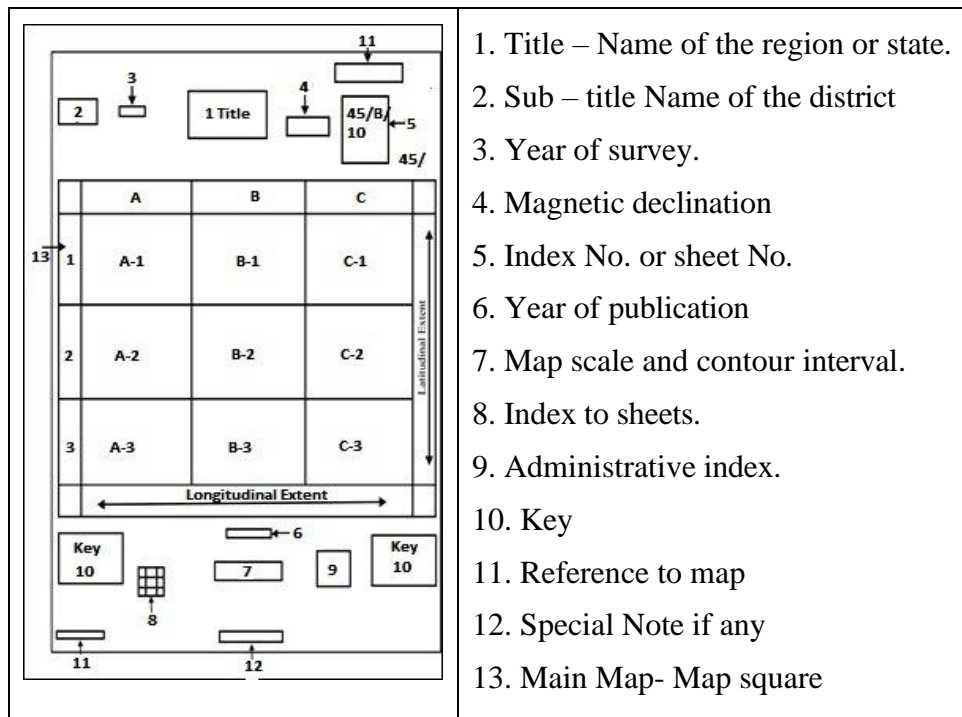 11
3
4
2
1 Title
45/B/
10
5
45/
A
B
C
13
1
A-1
B-1
C-1
2
A-2
B-2
C-2
3
A-3
B-3
C-3
Latitudinal Extent
Longitudinal Extent
6
Key
10
7
9
Key
10
8
11
12
1. Title – Name of the region or state.
2. Sub – title Name of the district
3. Year of survey.
4. Magnetic declination
5. Index No. or sheet No.
6. Year of publication
7. Map scale and contour interval.
8. Index to sheets.
9. Administrative index.
10. Key
11. Reference to map
12. Special Note if any
13. Main Map- Map square